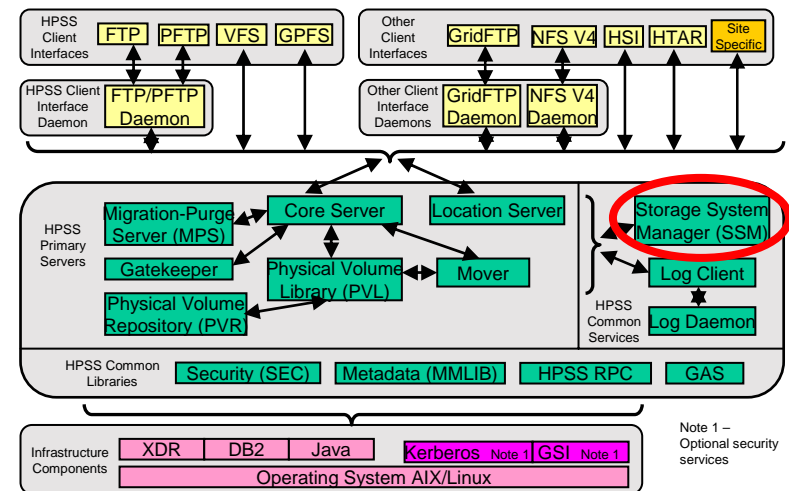 HPSS
Client
Interfaces
FTP
PFTP
VFS
GPFS
Other
Client
Interfaces
GridFTP
NFS V4
HSI
HTAR
Site
Specific
HPSS Client
Interface
Daemon
FTP/PFTP
Daemon
Other Client
Interface
Daemons
GridFTP
Daemon
NFS V4
Daemon
HPSS
Primary
Servers
Migration-Purge
Server (MPS)
Core Server
Location Server
Gatekeeper
Physical Volume
Library (PVL)
Mover
Physical Volume
Repository (PVR)
Storage System
Manager (SSM)
Log Client
HPSS
Common
Services
Log Daemon
HPSS Common
Libraries
Security (SEC)
Metadata (MMLIB)
HPSS RPC
GAS
Infrastructure
Components
XDR
DB2
Java
Kerberos Note 1
GSI Note 1
Operating System AIX/Linux
Note 1 –
Optional security
services